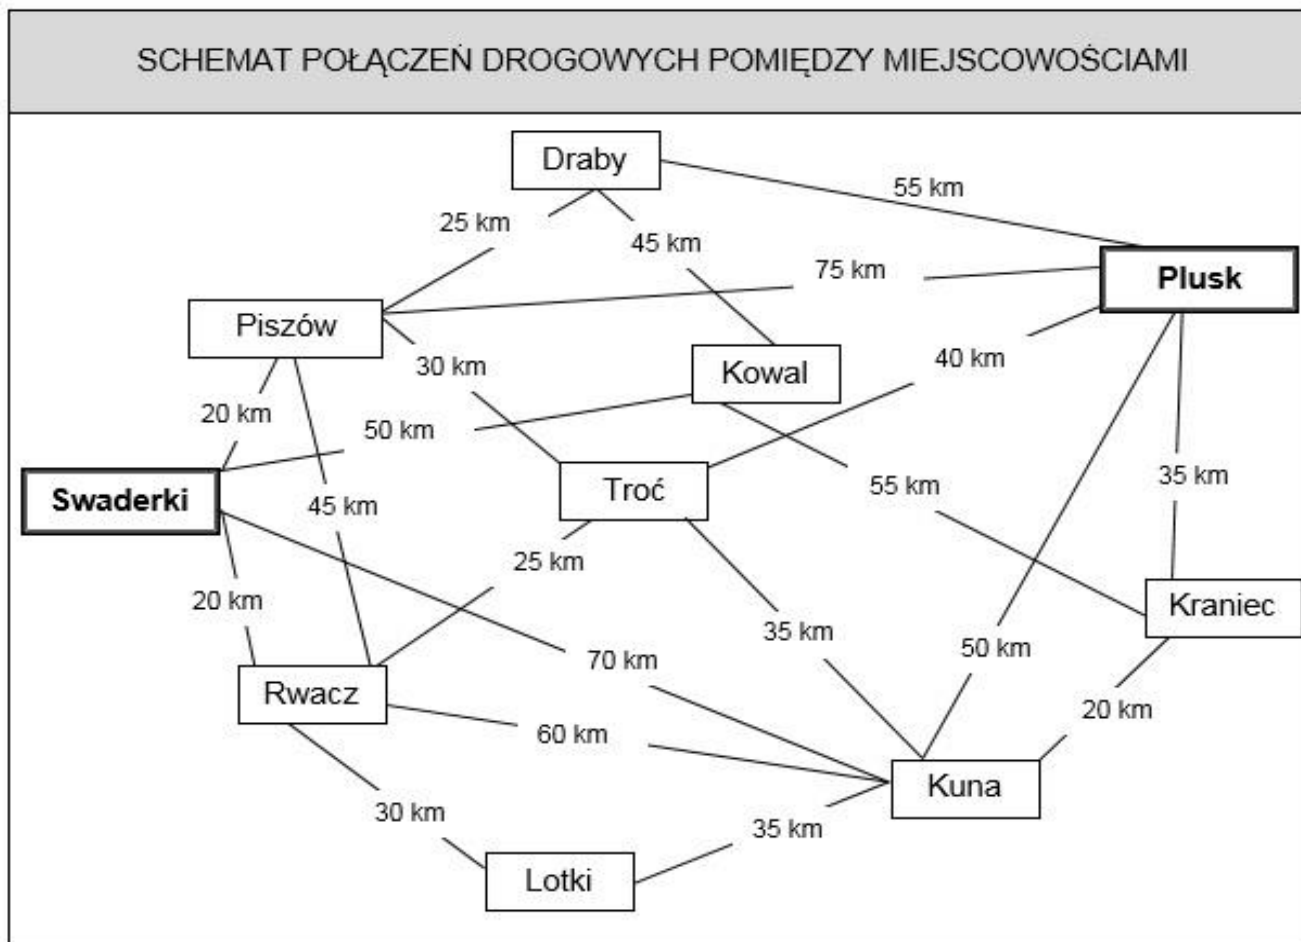 SCHEMAT POŁĄCZEŃ DROGOWYCH POMIĘDZY MIEJSCOWOŚCIAMI
Draby
55 km
25 km
45 km
75 km
Plusk
Piszów
30 km
Kowal
40 km
20 km
50 km
Swaderki
45 km
Troć
55 km
35 km
25 km
20 km
Kraniec
35 km
50 km
70 km
Rwacz
20 km
60 km
Kuna
30 km
35 km
Lotki